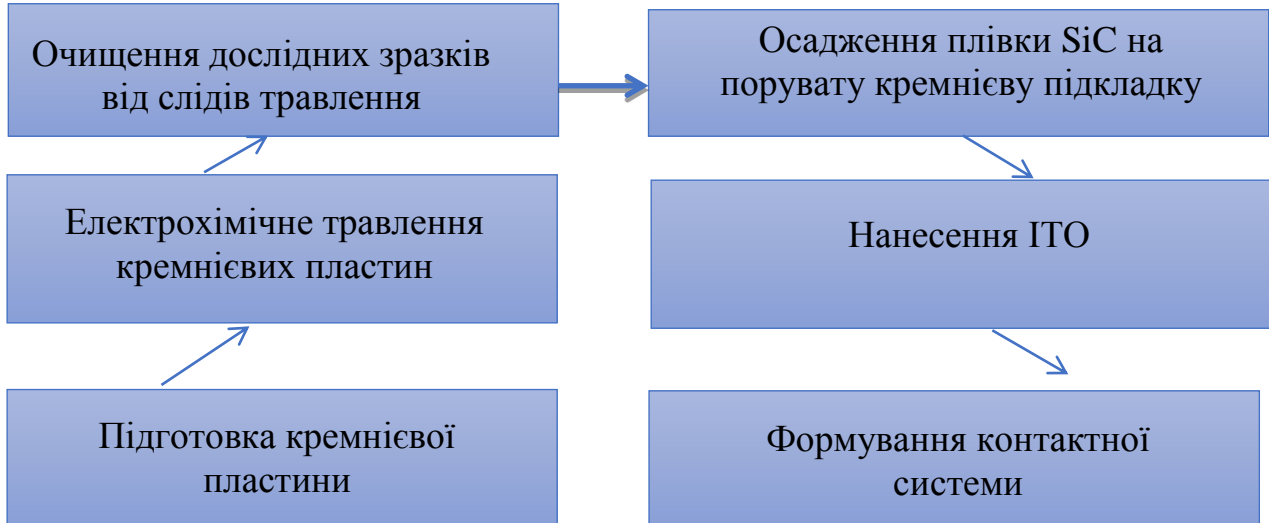 Очищення дослідних зразків
від слідів травлення
Осадження плівки SiC на
порувату кремнієву підкладку
Електрохімічне травлення
кремнієвих пластин
Нанесення ITO
Підготовка кремнієвої
пластини
Формування контактної
системи